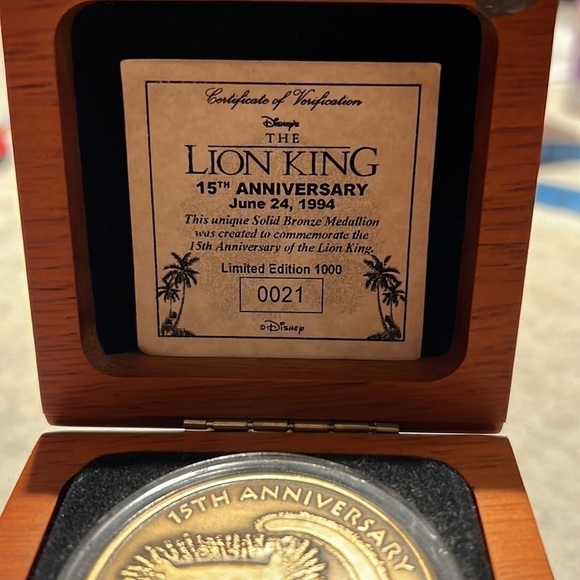 Certificate of Verification
Disney's
THE
LION KING
15TH ANNIVERSARY
June 24, 1994
This unique Solid Bronze Medallion
was created to commemorate the
15th Anniversary of the Lion King.
Limited Edition 1000
0021
©Disney
15TH ANNIVERSARY